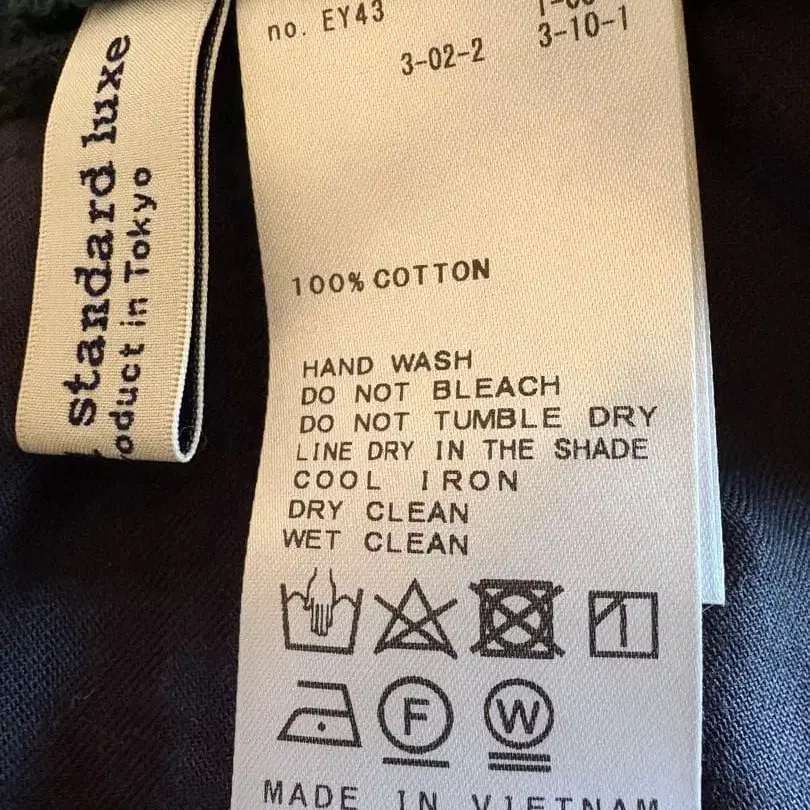 standard luxe
oduct in Tokyo
no. EY43
3-02-2
3-10-1
100% COTTON
HAND WASH
DO NOT BLEACH
DO NOT TUMBLE DRY
LINE DRY IN THE SHADE
COOL IRON
DRY CLEAN
WET CLEAN
F
W
MADE IN VIETNAM